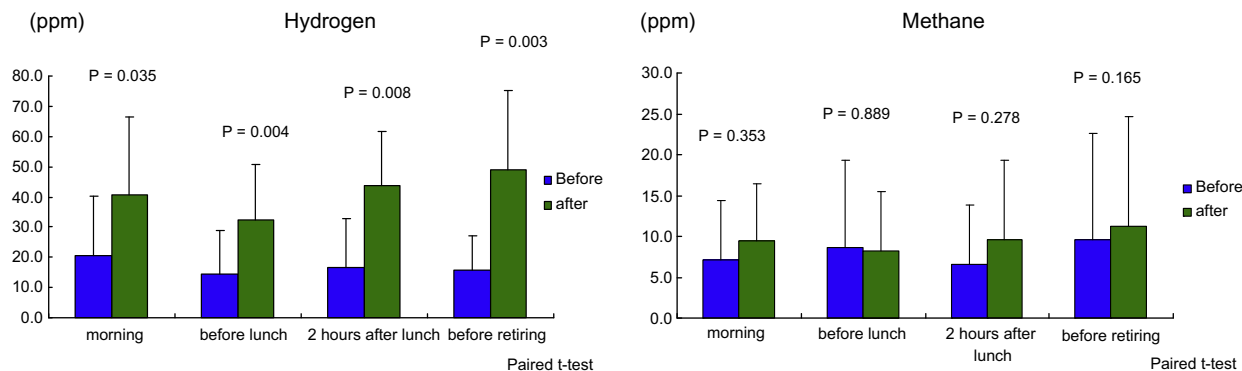 (ppm) Hydrogen
P = 0.003
80.0
P = 0.035
70.0
P = 0.008
60.0
P = 0.004
50.0
Before
40.0
after
30.0
20.0
10.0
0.0
morning before lunch 2 hours after lunch before retiring
Paired t-test
(ppm) Methane
30.0
P = 0.165
25.0
P = 0.889
P = 0.278
P = 0.353
20.0
15.0
Before
after
10.0
5.0
0.0
morning before lunch 2 hours after before retiring
lunch
Paired t-test